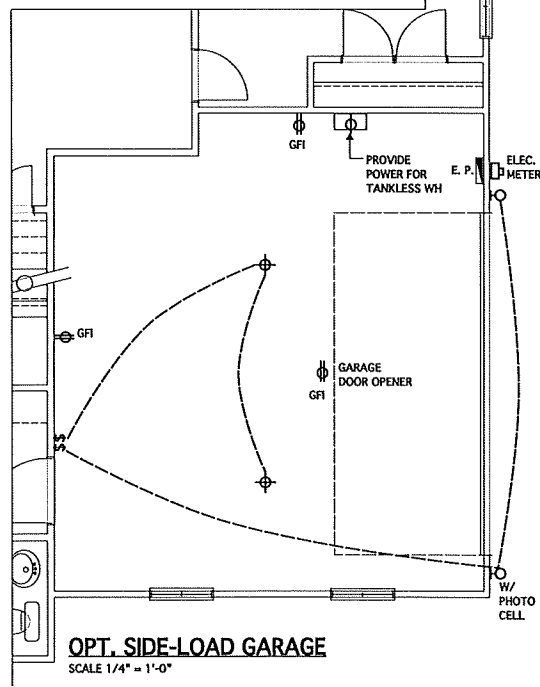 GFI
PROVIDE
POWER FOR
TANKLESS WH
E. P.
ELEC.
METER
GFI
GARAGE
DOOR OPENER
GFI
SS
W/
PHOTO
CELL
OPT. SIDE-LOAD GARAGE
SCALE 1/4" = 1'-0"